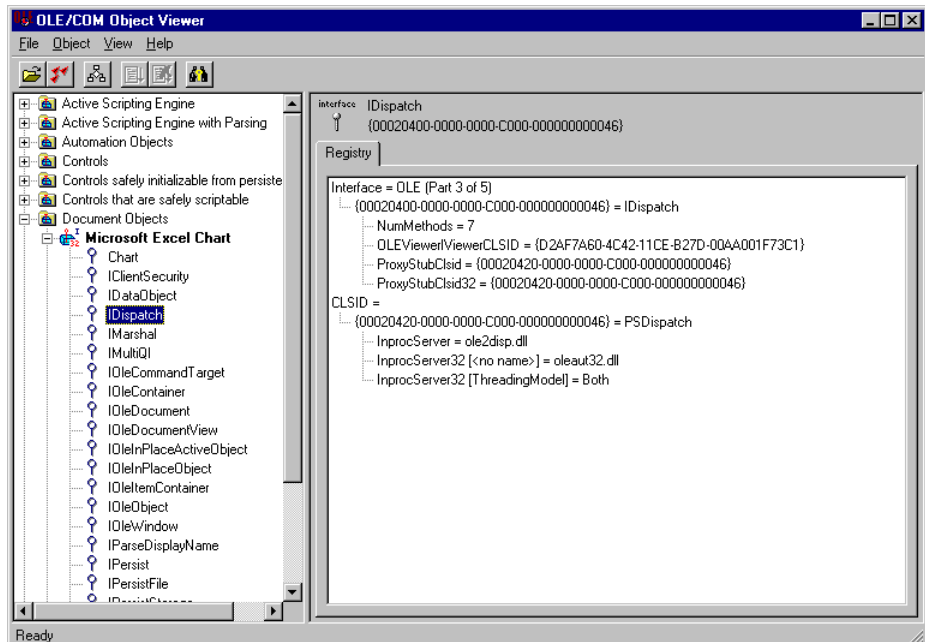 OLE/COM Object Viewer
File Object View Help
Active Scripting Engine
Active Scripting Engine with Parsing
Automation Objects
Controls
Controls safely initializable from persiste
Controls that are safely scriptable
Document Objects
Microsoft Excel Chart
Chart
IClientSecurity
IDataObject
IDispatch
IMarshal
IMultiQI
IOleCommandTarget
IOleContainer
IOleDocument
IOleDocumentView
IOleInPlaceActiveObject
IOleInPlaceObject
IOleItemContainer
IOleObject
IOleWindow
IParseDisplayName
IPersist
IPersistFile
interface IDispatch
{00020400-0000-0000-C000-000000000046}
Registry
Interface = OLE (Part 3 of 5)
{00020400-0000-0000-C000-000000000046} = IDispatch
NumMethods = 7
OLEViewerIViewerCLSID = {D2AF7A60-4C42-11CE-B27D-00AA001F73C1}
ProxyStubClsid = {00020420-0000-0000-C000-000000000046}
ProxyStubClsid32 = {00020420-0000-0000-C000-000000000046}
CLSID =
{00020420-0000-0000-C000-000000000046} = PSDispatch
InprocServer = ole2disp.dll
InprocServer32 [<no name>] = oleaut32.dll
InprocServer32 [ThreadingModel] = Both
Ready